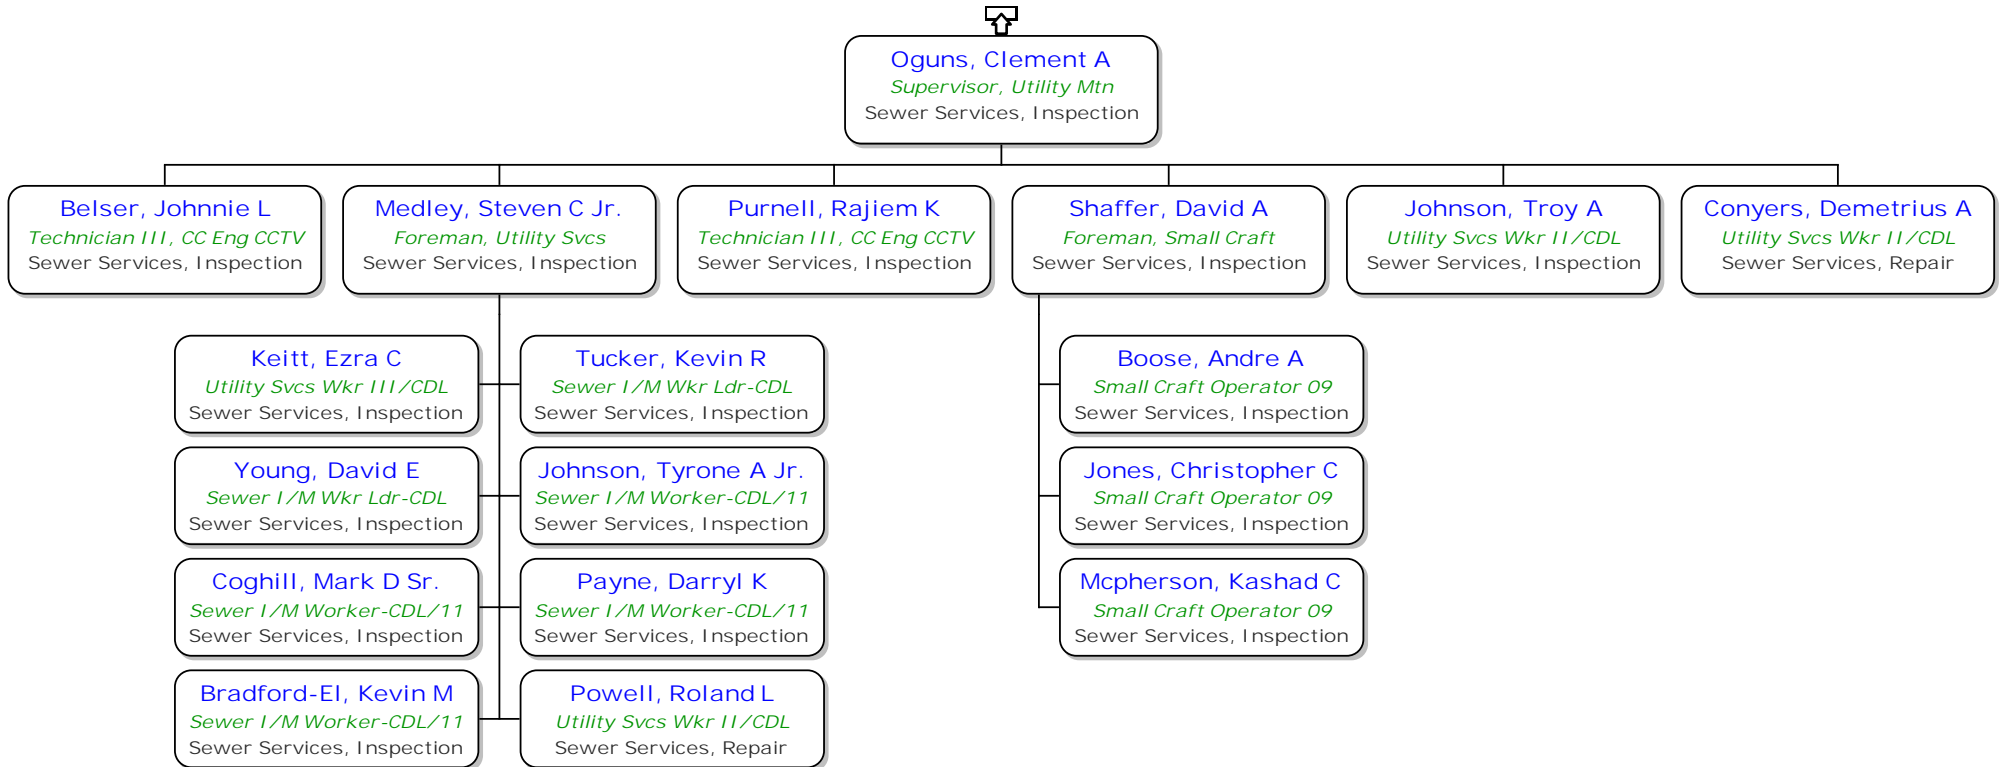 Oguns, Clement A
Supervisor, Utility Mtn
Sewer Services, Inspection
Belser, Johnnie L
Technician III, CC Eng CCTV
Sewer Services, Inspection
Medley, Steven C Jr.
Foreman, Utility Svcs
Sewer Services, Inspection
Purnell, Rajiem K
Technician III, CC Eng CCTV
Sewer Services, Inspection
Shaffer, David A
Foreman, Small Craft
Sewer Services, Inspection
Johnson, Troy A
Utility Svcs Wkr II/CDL
Sewer Services, Inspection
Conyers, Demetrius A
Utility Svcs Wkr II/CDL
Sewer Services, Repair
Keitt, Ezra C
Utility Svcs Wkr III/CDL
Sewer Services, Inspection
Tucker, Kevin R
Sewer I/M Wkr Ldr-CDL
Sewer Services, Inspection
Young, David E
Sewer I/M Wkr Ldr-CDL
Sewer Services, Inspection
Johnson, Tyrone A Jr.
Sewer I/M Worker-CDL/11
Sewer Services, Inspection
Coghill, Mark D Sr.
Sewer I/M Worker-CDL/11
Sewer Services, Inspection
Payne, Darryl K
Sewer I/M Worker-CDL/11
Sewer Services, Inspection
Bradford-El, Kevin M
Sewer I/M Worker-CDL/11
Sewer Services, Inspection
Powell, Roland L
Utility Svcs Wkr II/CDL
Sewer Services, Repair
Boose, Andre A
Small Craft Operator 09
Sewer Services, Inspection
Jones, Christopher C
Small Craft Operator 09
Sewer Services, Inspection
Mcpherson, Kashad C
Small Craft Operator 09
Sewer Services, Inspection